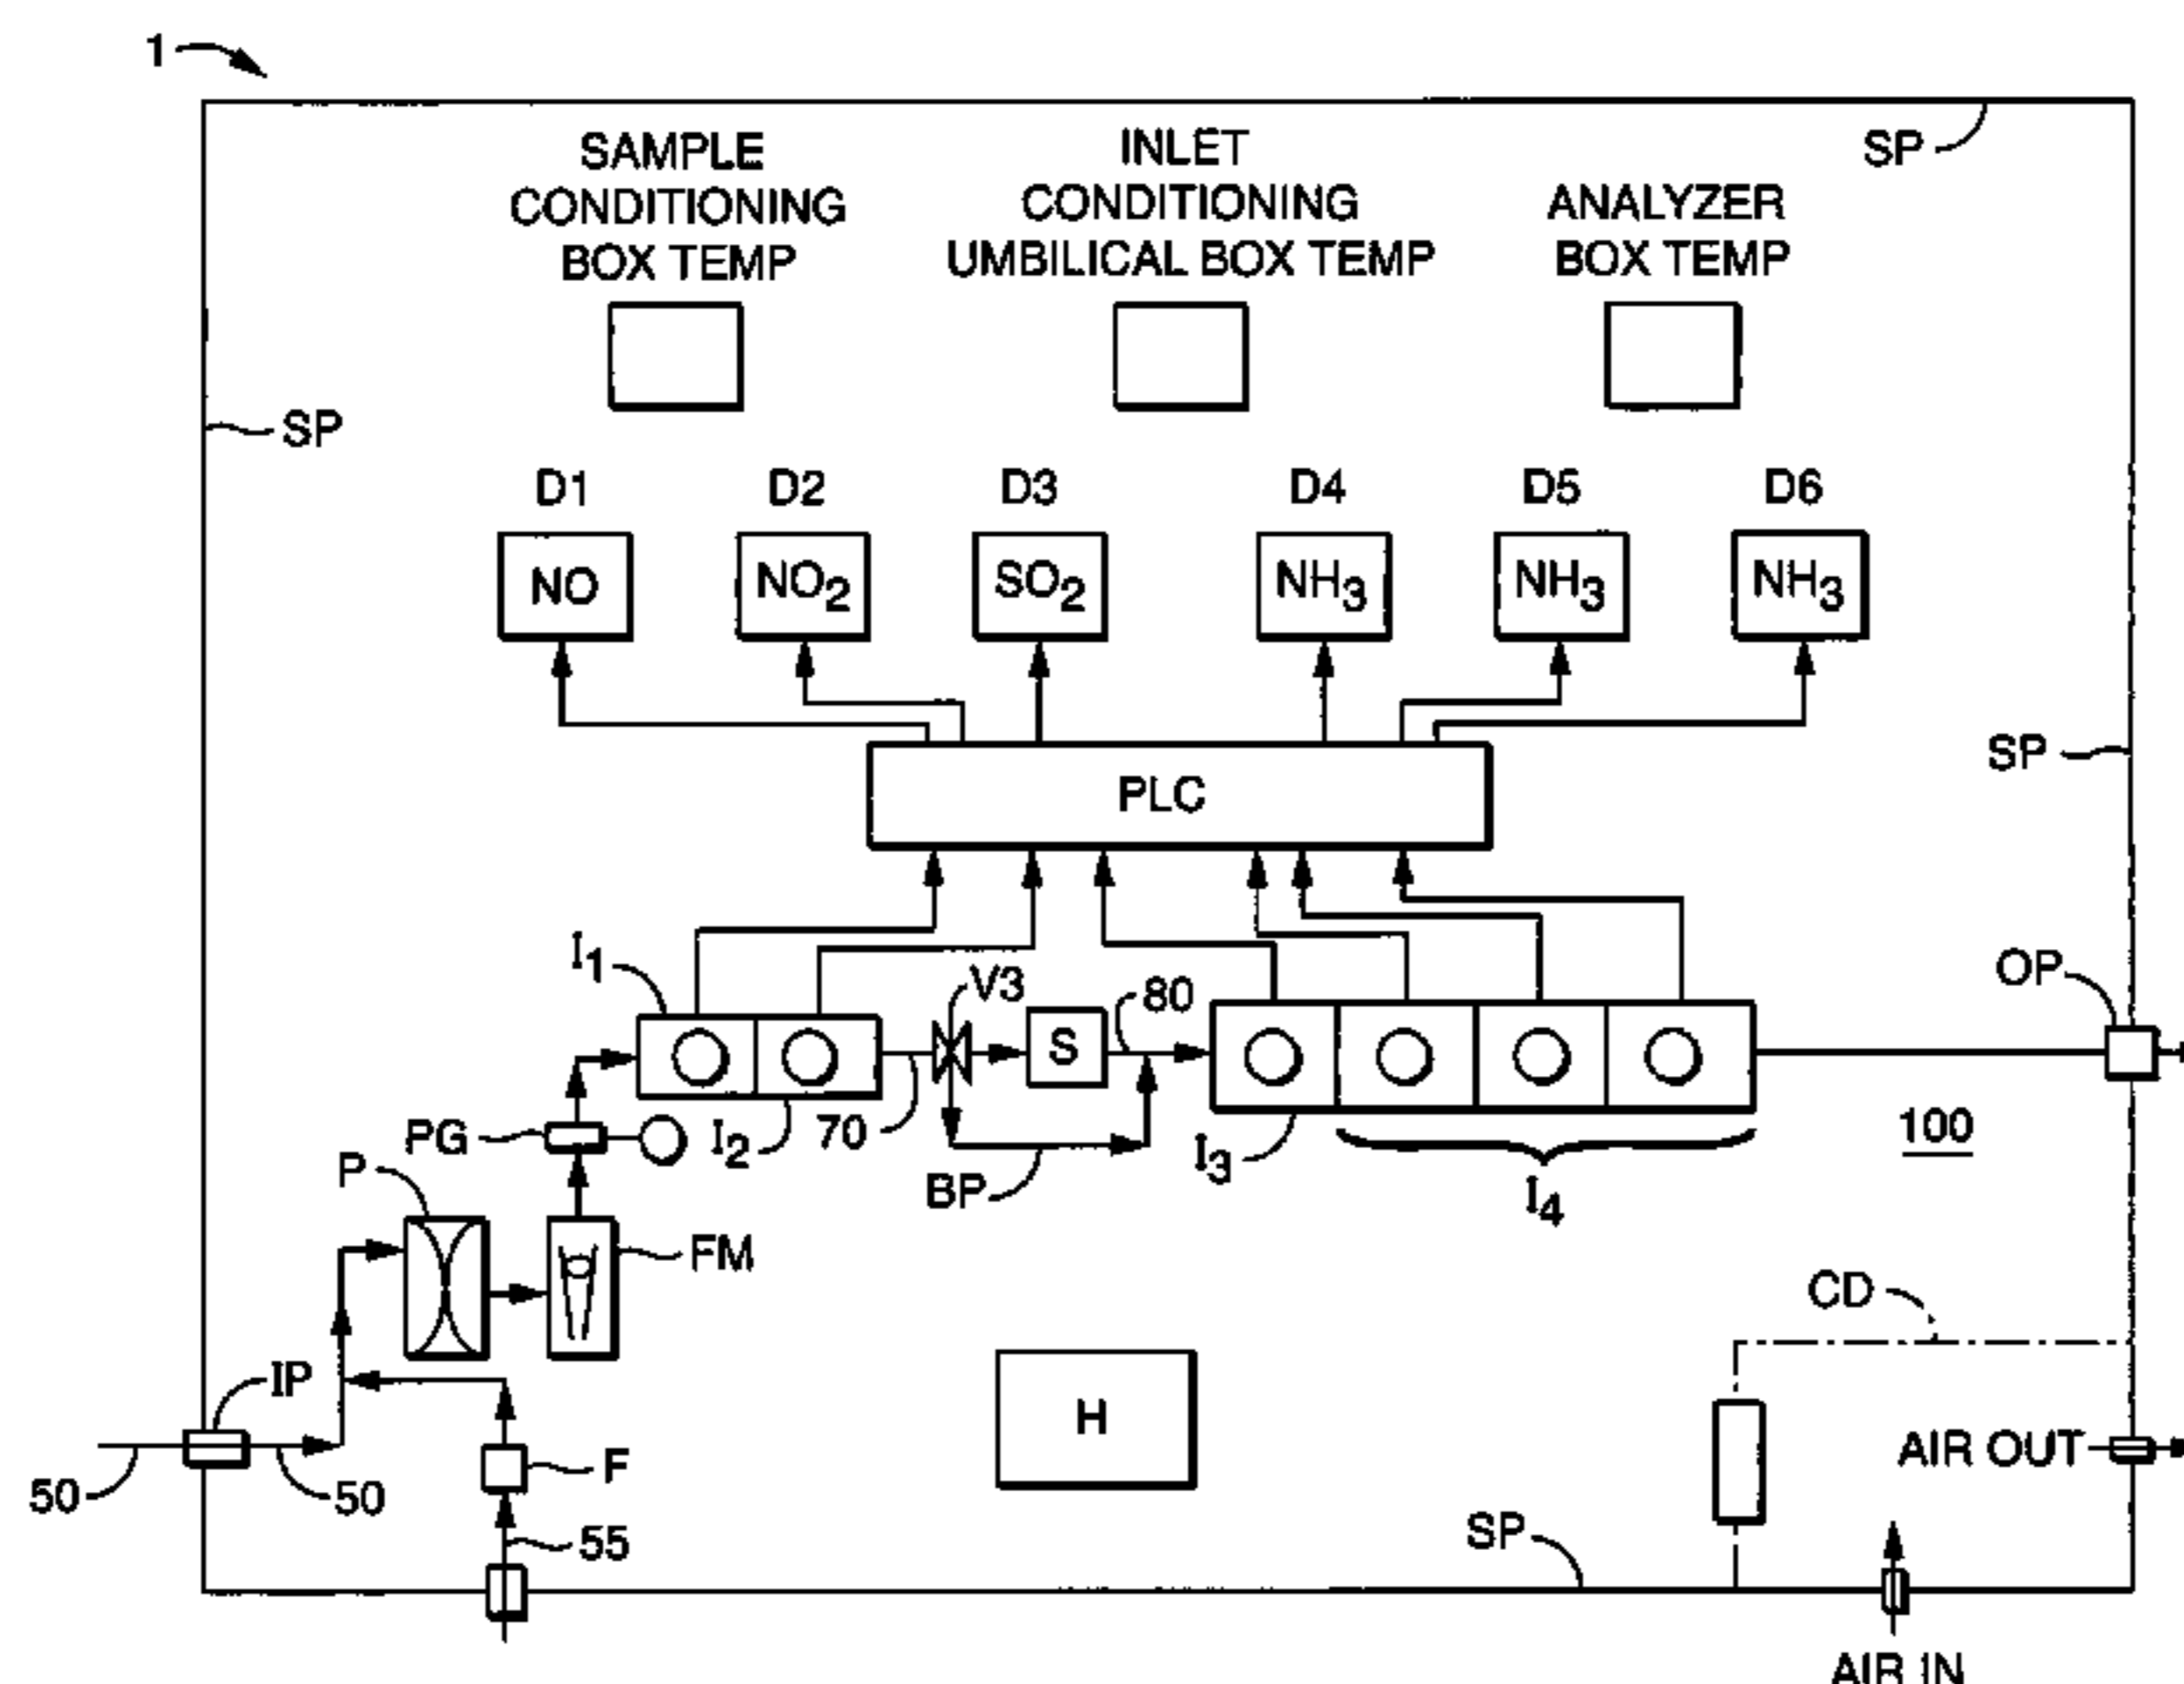 1
SP
SAMPLE
CONDITIONING
BOX TEMP
INLET
CONDITIONING
UMBILICAL BOX TEMP
ANALYZER
BOX TEMP
SP
D1
D2
D3
D4
D5
D6
NO
NO2
SO2
NH3
NH3
NH3
SP
PLC
I1
V3
80
OP
S
PG
I2
70
I3
100
P
BP
I4
FM
CD
IP
H
AIR OUT
F
50
50
SP
55
AIR IN